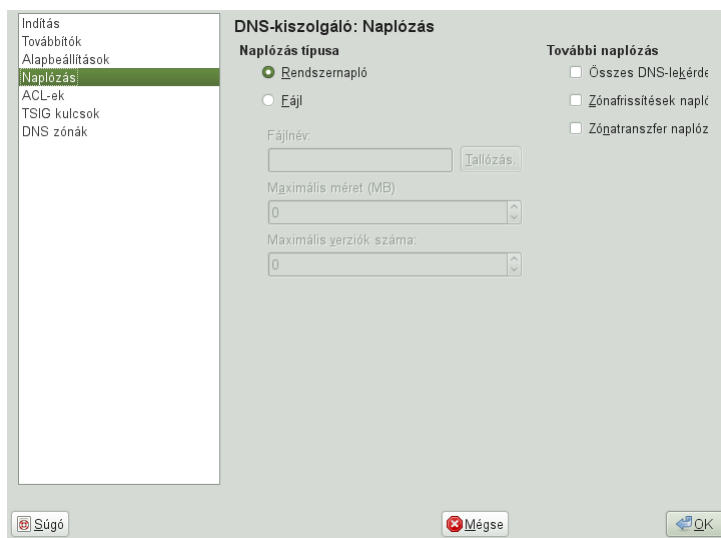 Indítás
Továbbítók
Alapbeállítások
Naplózás
ACL-ek
TSIG kulcsok
DNS zónák
DNS-kiszolgáló: Naplózás
Naplózás típusa
Rendszernapló
Fájl
Fájlnév:
Tallózás.
Maximális méret (MB)
0
Maximális verziók száma:
0
További naplózás
Összes DNS-lekérde
Zónafrissítések napló
Zónatranszfer naplóz
Súgó
Mégse
OK